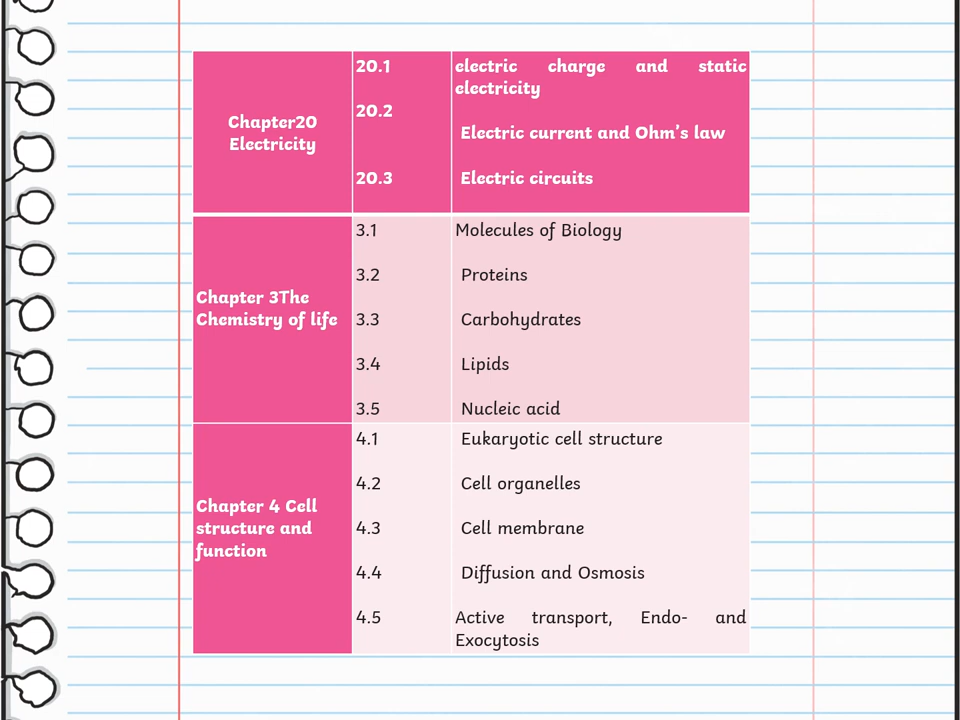 Chapter20
Electricity
20.1
electric charge and static
electricity
20.2
Electric current and Ohm's law
20.3
Electric circuits
Chapter 3The
Chemistry of life
3.1
Molecules of Biology
3.2
Proteins
3.3
Carbohydrates
3.4
Lipids
3.5
Nucleic acid
Chapter 4 Cell
structure and
function
4.1
Eukaryotic cell structure
4.2
Cell organelles
4.3
Cell membrane
4.4
Diffusion and Osmosis
4.5
Active transport, Endo- and
Exocytosis